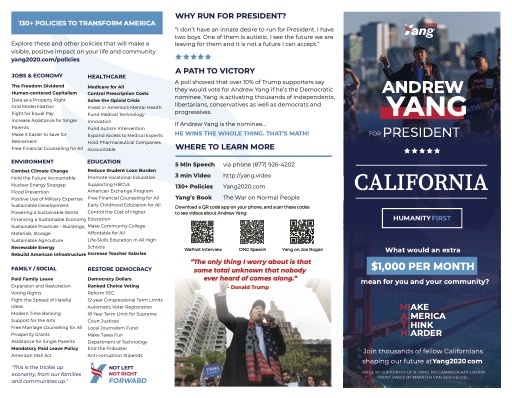 130+ POLICIES TO TRANSFORM AMERICA
Explore these and other policies that will make a
visible, positive impact on your life and community.
yang2020.com/policies
JOBS & ECONOMY
The Freedom Dividend
Human-centered Capitalism
Data as a Property Right
Grid Modernization
Fight for Equal Pay
Increase Assistance for Single
Parents
Make it Easier to Save for
Retirement
Free Financial Counseling for All
HEALTHCARE
Medicare for All
Control Prescription Costs
Solve the Opioid Crisis
Invest in America's Mental Health
Fund Medical Technology
Innovation
Fund Autism Intervention
Expand Access to Medical Experts
Hold Pharmaceutical Companies
Accountable
ENVIRONMENT
Combat Climate Change
Hold the Future Accountable
Nuclear Energy Stopgap
Flood Prevention
Positive Use of Military Expertise
Sustainable Development
Powering a Sustainable World
Financing a Sustainable Economy
Sustainable Practices - Buildings,
Materials, Storage
Sustainable Agriculture
Renewable Energy
Rebuild American Infrastructure
EDUCATION
Reduce Student Loan Burden
Promote Vocational Education
Supporting HBCUs
American Exchange Program
Free Financial Counseling for All
Early Childhood Education for All
Control the Cost of Higher
Education
Make Community College
Affordable for All
Life-Skills Education in All High
Schools
Increase Teacher Salaries
FAMILY / SOCIAL
Paid Family Leave
Expansion and Restoration
Voting Rights
Fight the Spread of Hateful
Ideas
Modern Time Banking
Support for the Arts
Free Marriage Counseling for All
Prosperity Grants
Assistance for Single Parents
Mandatory Paid Leave Policy
American Mall Act
RESTORE DEMOCRACY
Democracy Dollars
Ranked Choice Voting
Reform FEC
12-year Congressional Term Limits
Automatic Voter Registration
18 Year Term Limit for Supreme
Court Justices
Local Journalism Fund
Make Taxes Fun
Department of Technology
End the Filibuster
Anti-corruption Stipends
"This is the trickle up
economy, from our families
and communities up."
NOT LEFT
NOT RIGHT
FORWARD
WHY RUN FOR PRESIDENT?
"I don't have an innate desire to run for President. I have
two boys. One of them is autistic. I see the future we are
leaving for them and it is not a future I can accept."
A PATH TO VICTORY
A poll showed that over 10% of Trump supporters say
they would vote for Andrew Yang if he's the Democratic
nominee. Yang is activating thousands of independents,
libertarians, conservatives as well as democrats and
progressives.
If Andrew Yang is the nominee...
HE WINS THE WHOLE THING. THAT'S MATH!
WHERE TO LEARN MORE
5 Min Speech via phone (877) 926-4202
3 min Video http://yang.video
130+ Policies Yang2020.com
Yang's Book The War on Normal People
Download a QR code app on your phone, and scan these codes
to see videos about Andrew Yang:
WaPost Interview
DNC Speech
Yang on Joe Rogan
"The only thing I worry about is that
some total unknown that nobody
ever heard of comes along."
- Donald Trump
Yang
ANDREW
YANG
FOR PRESIDENT
CALIFORNIA
HUMANITY FIRST
What would an extra
$1,000 PER MONTH
mean for you and your community?
MAKE
AMERICA
THINK
HARDER
Join thousands of fellow Californians
shaping our future at Yang2020.com
MADE BY SUPPORTER OF A. YANG, NO CAMPAIGN AFFILIATION
FRONT IMAGE BY MAARTEN VAN DEN HEUVEL